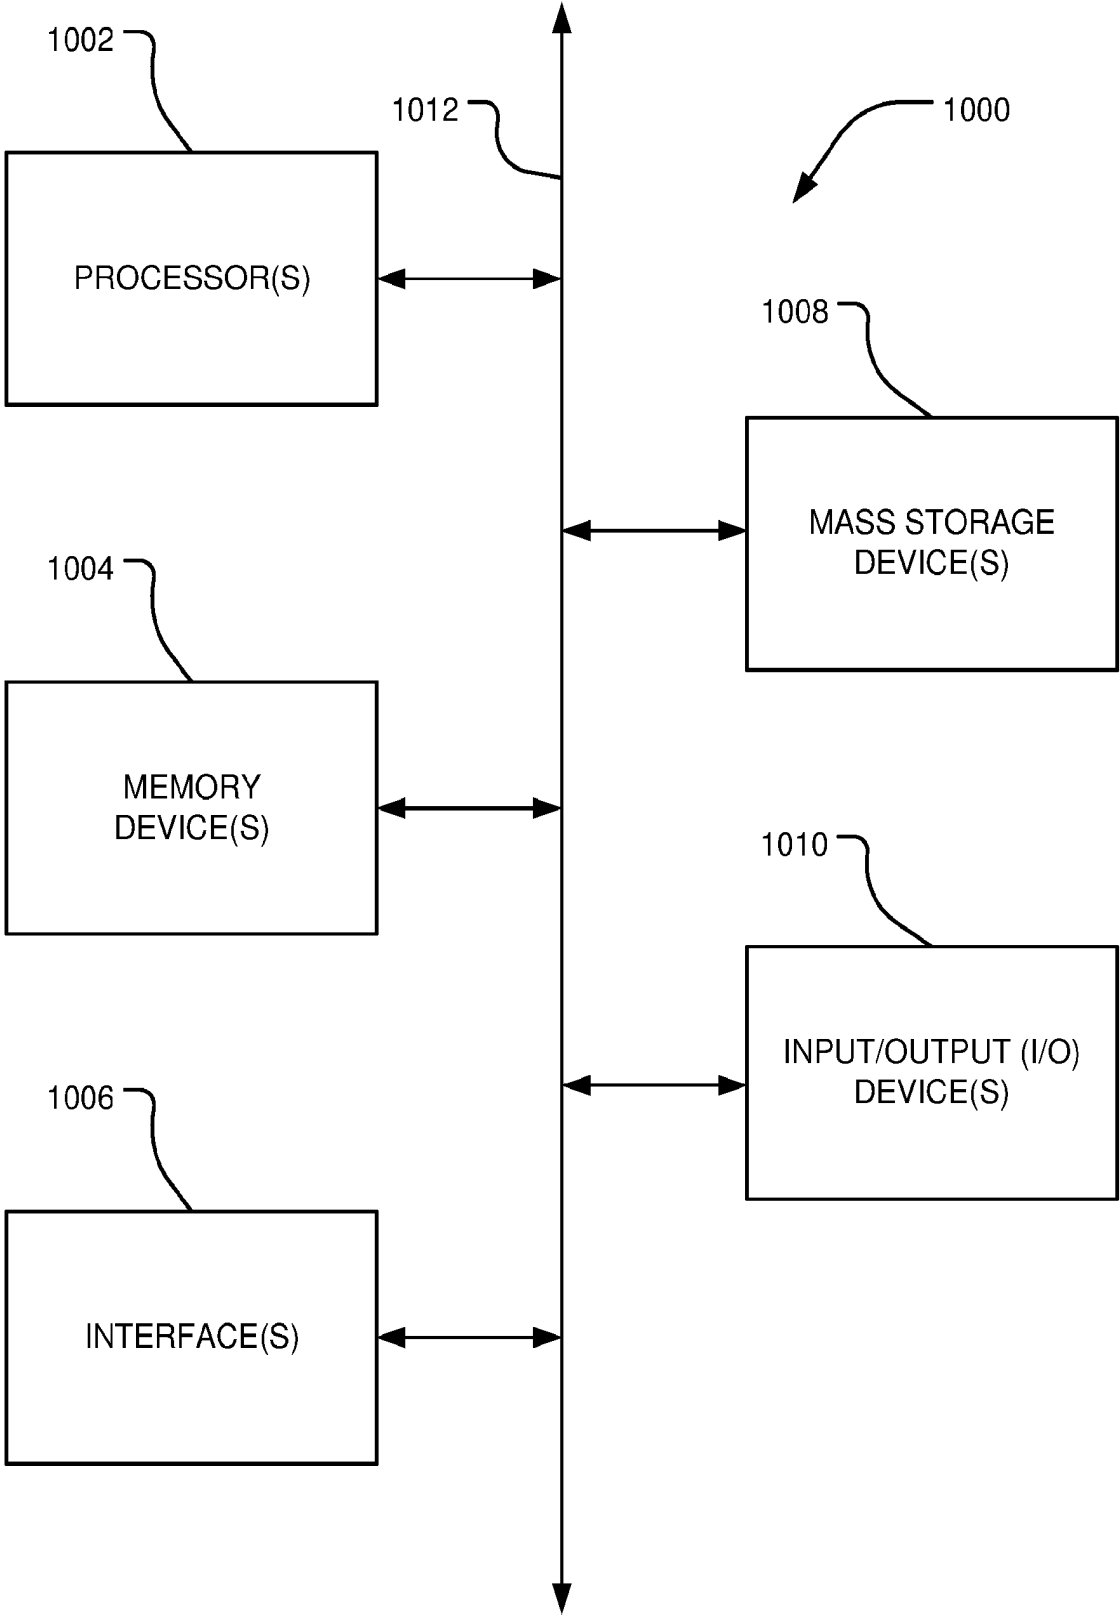 1002
1012
1000
PROCESSOR(S)
1008
MASS STORAGE
DEVICE(S)
1004
MEMORY
DEVICE(S)
1010
INPUT/OUTPUT (I/O)
DEVICE(S)
1006
INTERFACE(S)